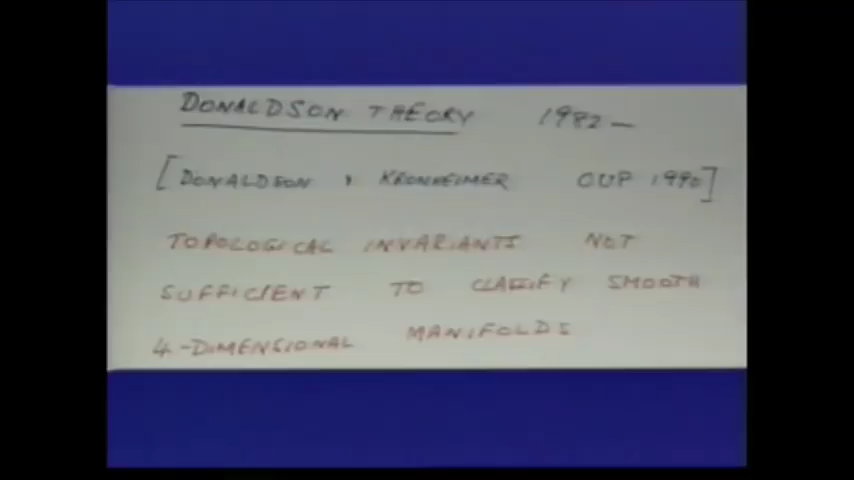 DONALDSON THEORY 1982 —
[DONALDSON & KRONHEIMER OUP 1990]
TOPOLOGICAL INVARIANTS NOT
SUFFICIENT TO CLASSIFY SMOOTH
4-DIMENSIONAL MANIFOLDS